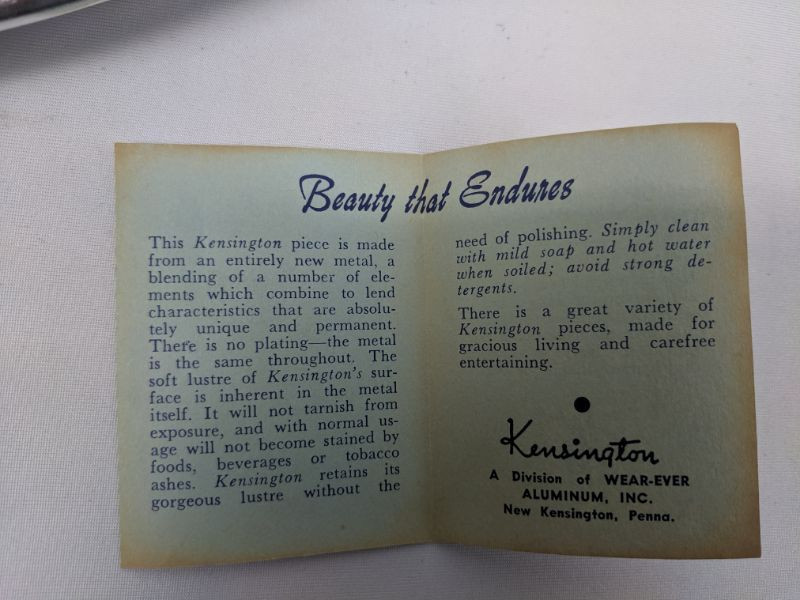 Beauty that Endures
This Kensington piece is made
from an entirely new metal, a
blending of a number of ele-
ments which combine to lend
characteristics that are absolu-
tely unique and permanent.
There is no plating—the metal
is the same throughout. The
soft lustre of Kensington's sur-
face is inherent in the metal
itself. It will not tarnish from
exposure, and with normal us-
age will not become stained by
foods, beverages or tobacco
ashes. Kensington retains its
gorgeous lustre without the
need of polishing. Simply clean
with mild soap and hot water
when soiled; avoid strong de-
tergents.
There is a great variety of
Kensington pieces, made for
gracious living and carefree
entertaining.
Kensington
A Division of WEAR-EVER
ALUMINUM, INC.
New Kensington, Penna.